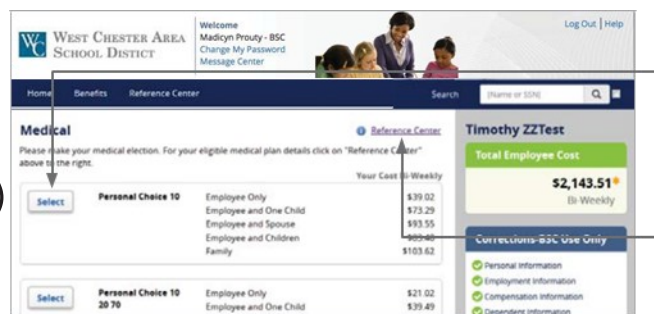 WEST CHESTER AREA
SCHOOL DISTICT
Welcome
Madicyn Prouty - BSC
Change My Password
Message Center
Log Out | Help
Home Benefits Reference Center Search (Name or SSN)
Medical
Reference Center
Please make your medical election. For your eligible medical plan details click on "Reference Center"
above to the right.
Your Cost Bi-Weekly
Select Personal Choice 10 Employee Only $39.02
Employee and One Child $73.29
Employee and Spouse $93.55
Employee and Children
Family $103.62
Select Personal Choice 10 Employee Only $21.02
20 70 Employee and One Child $39.49
Timothy ZZTest
Total Employee Cost
$2,143.51*
Bi-Weekly
Corrections-BSC Use Only
Personal Information
Employment Information
Compensation Information
Dependent Information